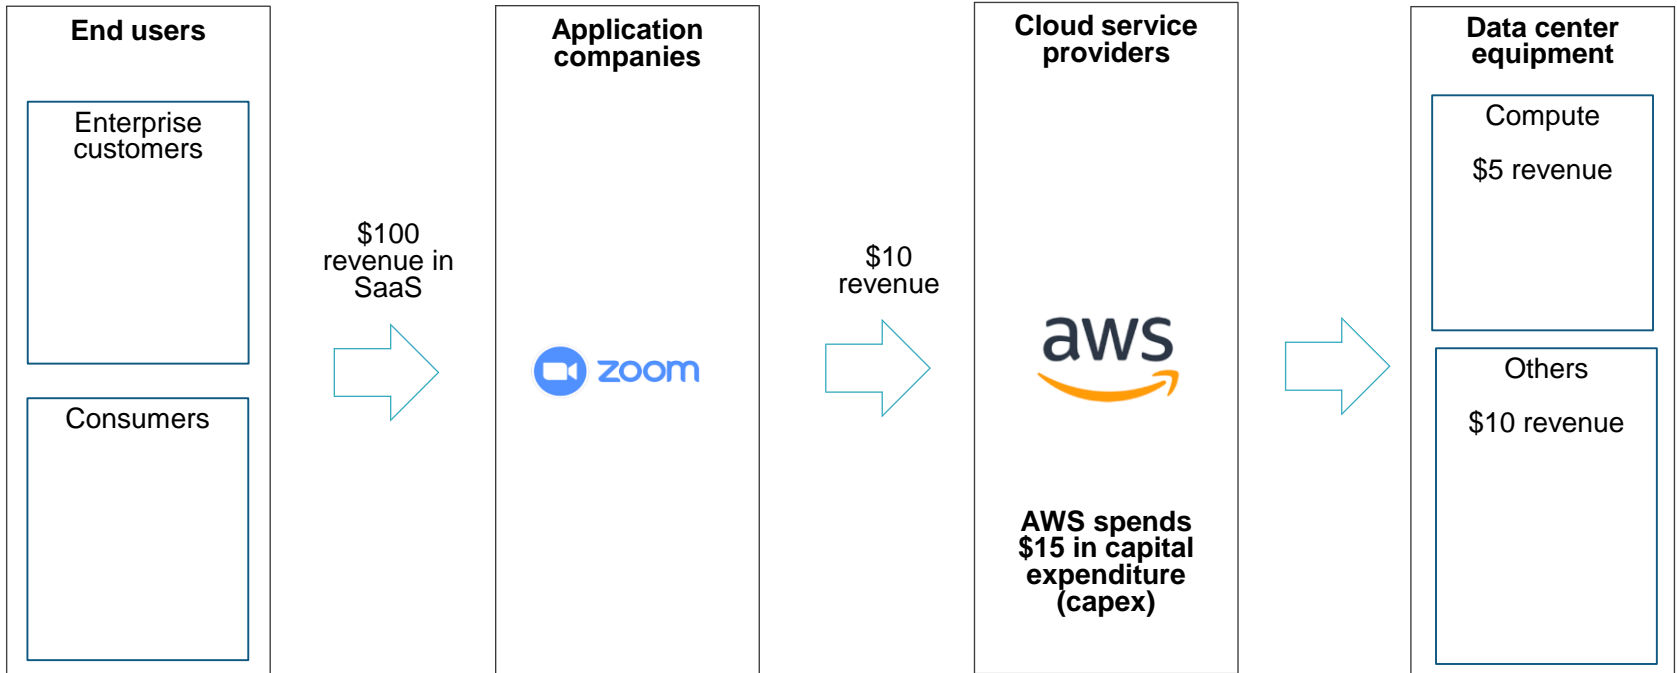 End users
Enterprise
customers
Consumers
$100
revenue in
SaaS
Application
companies
zoom
$10
revenue
Cloud service
providers
aws
AWS spends
$15 in capital
expenditure
(capex)
Data center
equipment
Compute
$5 revenue
Others
$10 revenue